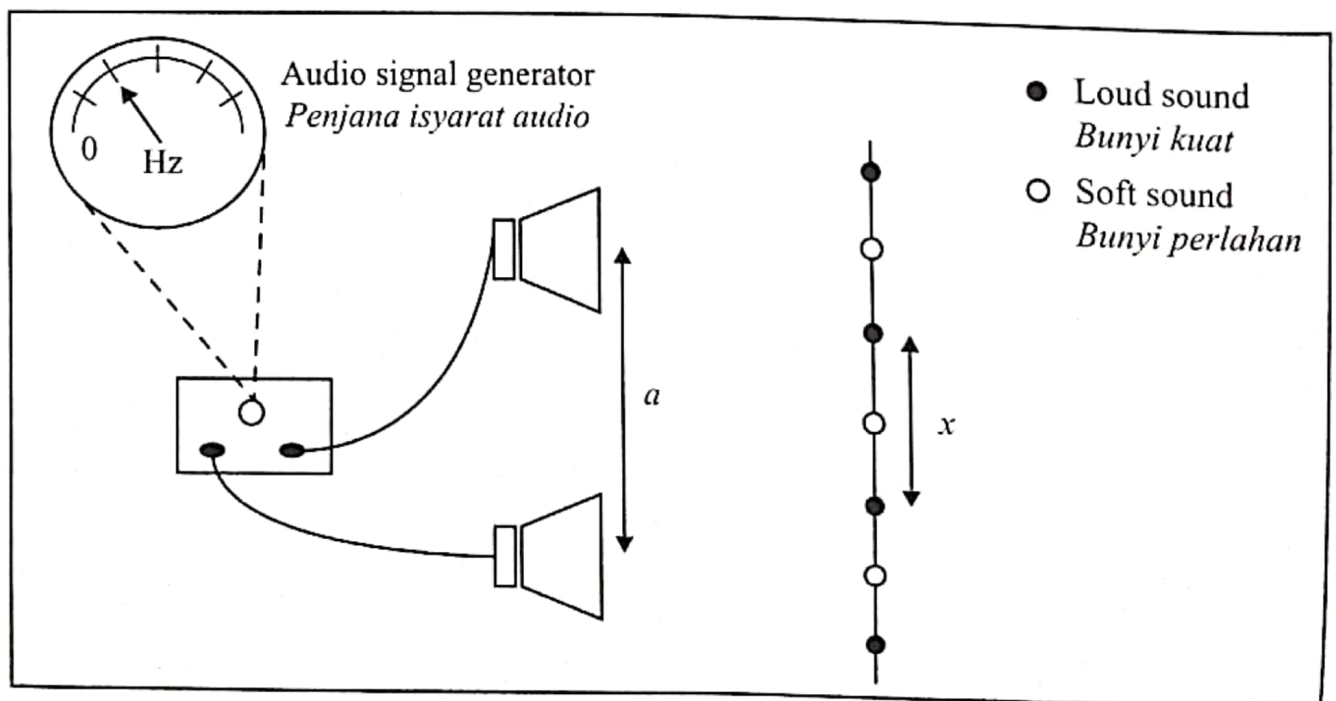 Audio signal generator
Penjana isyarat audio
0
Hz
Loud sound
Bunyi kuat
Soft sound
Bunyi perlahan
a
x